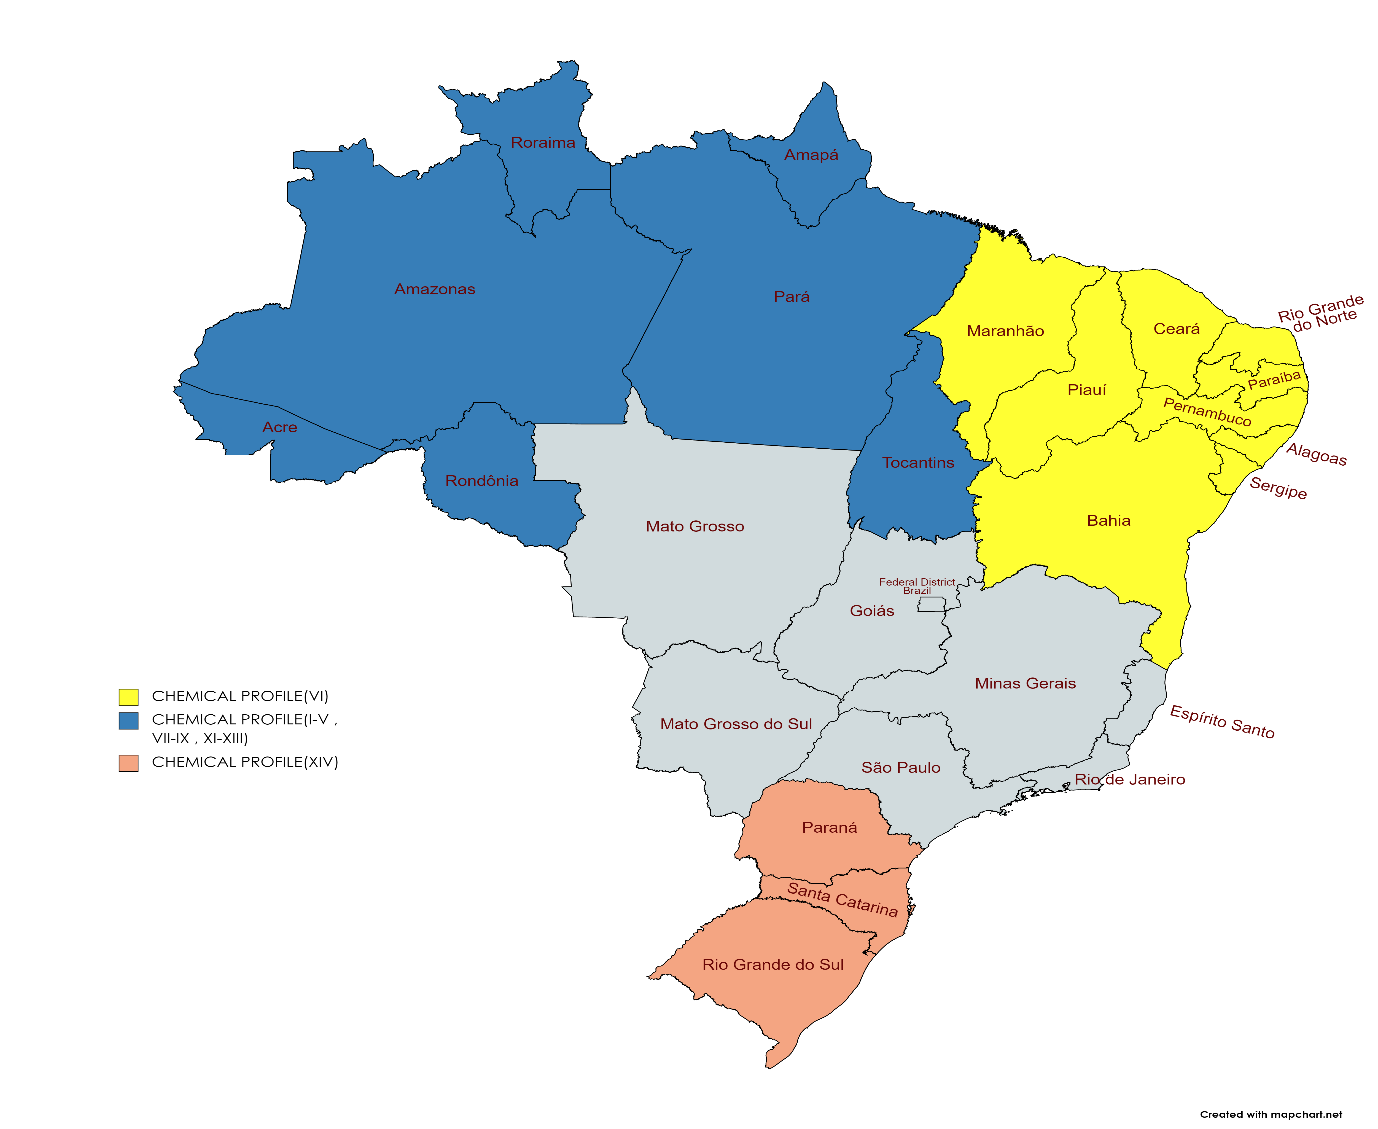 Roraima
Amapá
Amazonas
Pará
Rio Grande
do Norte
Maranhão
Ceará
Paraíba
Piauí
Pernambuco
Acre
Alagoas
Tocantins
Rondônia
Sergipe
Bahia
Mato Grosso
Federal District
Brazil
Goiás
Minas Gerais
Espírito Santo
Mato Grosso do Sul
São Paulo
Rio de Janeiro
Paraná
Santa Catarina
Rio Grande do Sul
CHEMICAL PROFILE(VI)
CHEMICAL PROFILE(I-V ,
VII-IX , XI-XIII)
CHEMICAL PROFILE(XIV)
Created with mapchart.net